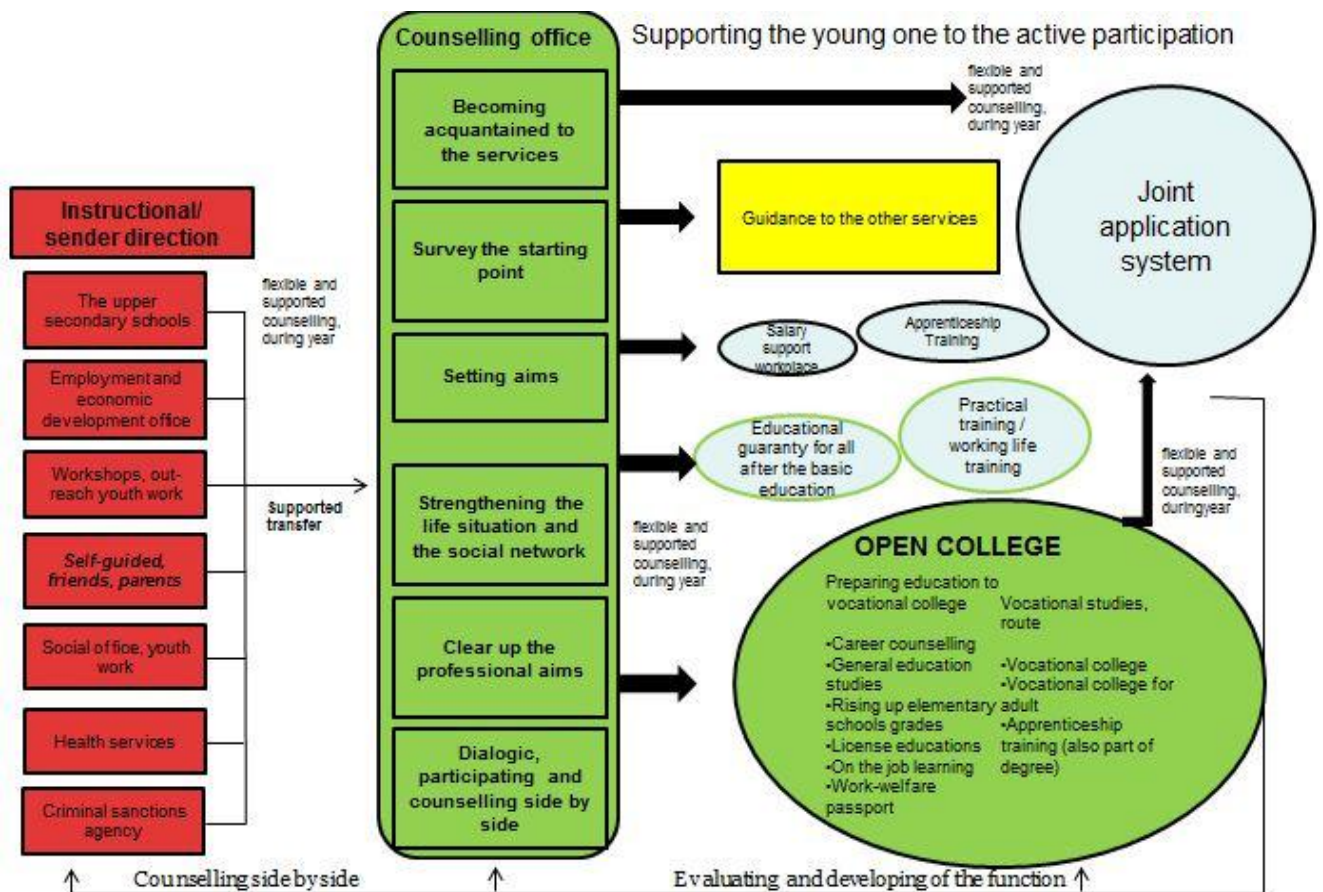 Counselling office
Supporting the young one to the active participation
Instructional/
sender direction
The upper
secondary schools
Employment and
economic
development office
Workshops, out-
reach youth work
Self-guided,
friends, parents
Social office, youth
work
Health services
Criminal sanctions
agency
flexible and
supported
counselling,
during year
Supported
transfer
Becoming
acquantained to
the services
Survey the starting
point
Setting aims
Strengthening the
life situation and
the social network
Clear up the
professional aims
Dialogic,
participating and
counselling side by
side
flexible and
supported
counselling,
during year
Guidance to the other services
Joint
application
system
Salary
support
workplace
Apprenticeship
Training
Educational
guaranty for all
after the basic
education
Practical
training /
working life
training
flexible and
supported
counselling,
during year
flexible and
supported
counselling,
duringyear
OPEN COLLEGE
Preparing education to
vocational college
•Career counselling
•General education
studies
•Rising up elementary
schools grades
•License educations
•On the job learning
•Work-welfare
passport
Vocational studies,
route
•Vocational college
•Vocational college for
adult
•Apprenticeship
training (also part of
degree)
Counselling side by side
Evaluating and developing of the function